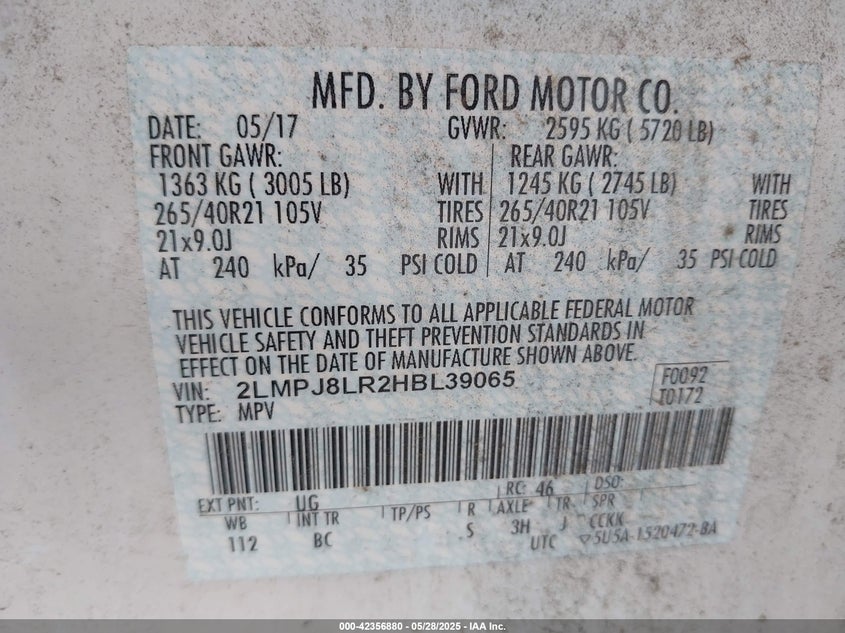 MFD. BY FORD MOTOR CO.
DATE: 05/17 GVWR: 2595 KG ( 5720 LB)
FRONT GAWR: REAR GAWR:
1363 KG ( 3005 LB) WITH 1245 KG ( 2745 LB) WITH
265/40R21 105V TIRES 265/40R21 105V TIRES
21x9.0J RIMS 21x9.0J RIMS
AT 240 kPa/ 35 PSI COLD AT 240 kPa/ 35 PSI COLD
THIS VEHICLE CONFORMS TO ALL APPLICABLE FEDERAL MOTOR
VEHICLE SAFETY AND THEFT PREVENTION STANDARDS IN
EFFECT ON THE DATE OF MANUFACTURE SHOWN ABOVE.
VIN: 2LMPJ8LR2HBL39065 F0092
TYPE: MPV T0172
EXT PNT: UG RC: 46 DSO:
WB INT TR TP/PS R AXLE TR SPR
112 BC S 3H J CCKK
UTC ▽5U5A-1520472-BA
000-42356880 - 05/28/2025 - IAA Inc.